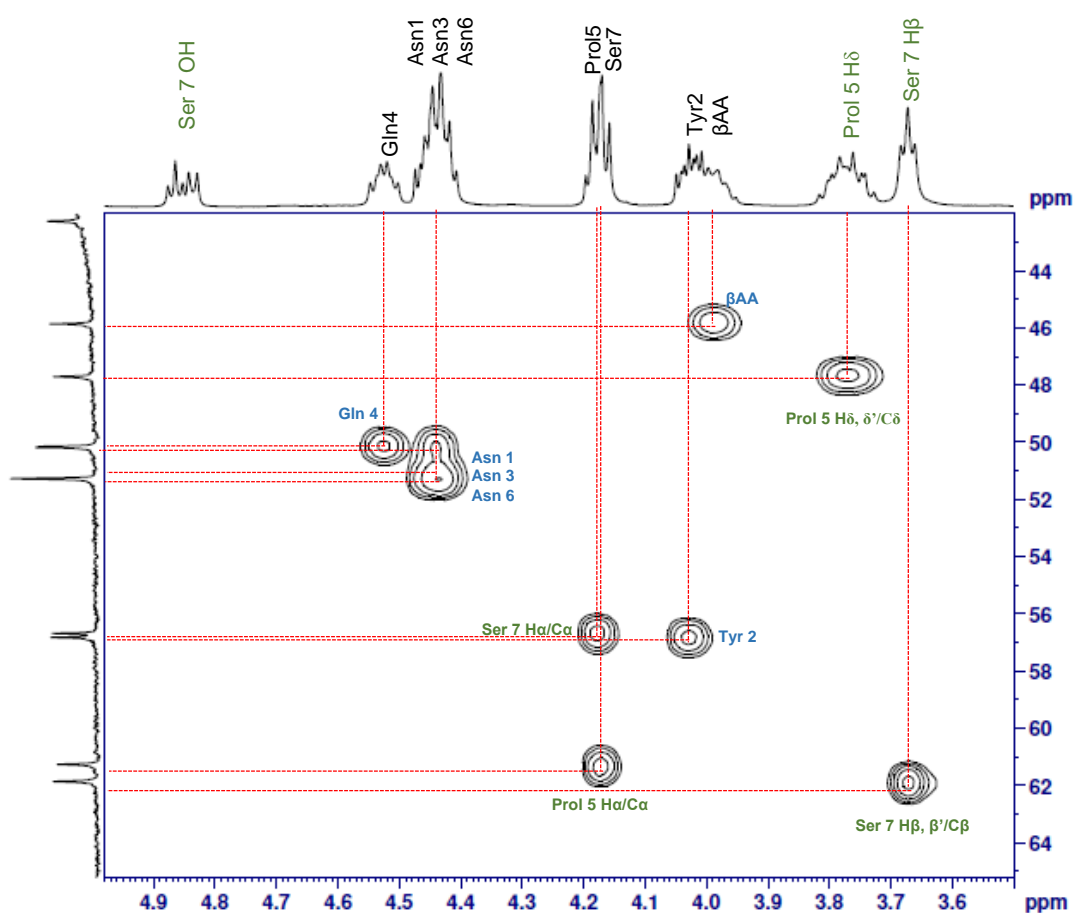 Ser 7 OH
Gln4
Asn1
Asn3
Asn6
Prol5
Ser7
Tyr2
βAA
Prol 5 Hδ
Ser 7 Hβ
ppm
44
46
48
50
52
54
56
58
60
62
64
βAA
Prol 5 Hδ, δ’/Cδ
Gln 4
Asn 1
Asn 3
Asn 6
Ser 7 Hα/Cα
Tyr 2
Prol 5 Hα/Cα
Ser 7 Hβ, β’/Cβ
4.9 4.8 4.7 4.6 4.5 4.4 4.3 4.2 4.1 4.0 3.9 3.8 3.7 3.6 ppm